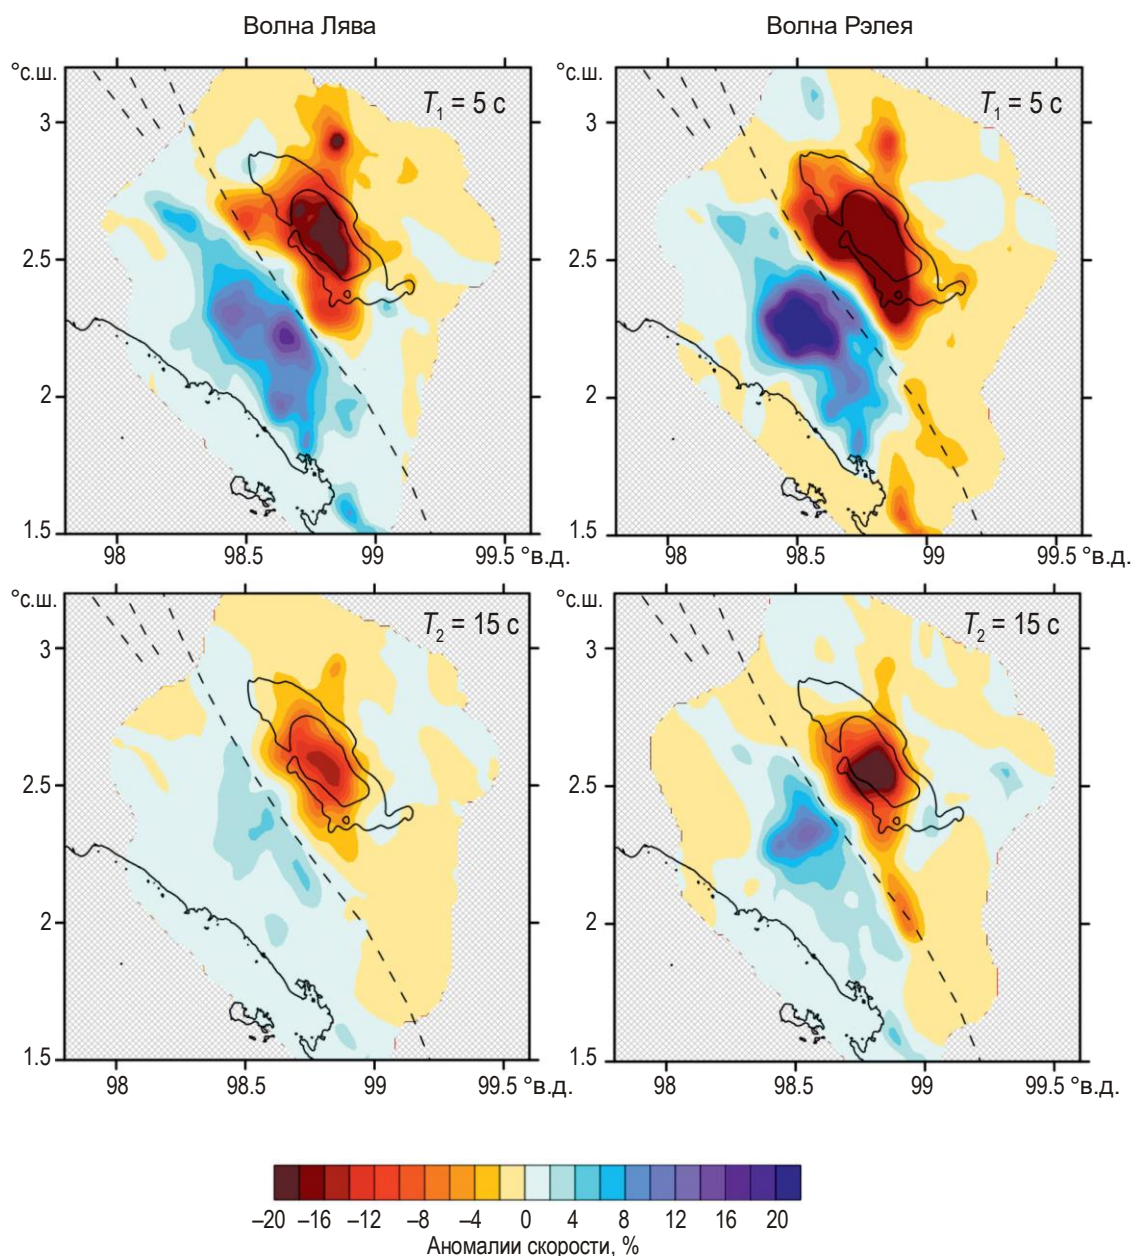 Волна Лява
Волна Рэлея
°с.ш.
T1 = 5 с
3
2.5
2
1.5
98
98.5
99
99.5 °в.д.
°с.ш.
T1 = 5 с
3
2.5
2
1.5
98
98.5
99
99.5 °в.д.
°с.ш.
T2 = 15 с
3
2.5
2
1.5
98
98.5
99
99.5 °в.д.
°с.ш.
T2 = 15 с
3
2.5
2
1.5
98
98.5
99
99.5 °в.д.
–20 –16 –12 –8 –4 0 4 8 12 16 20
Аномалии скорости, %